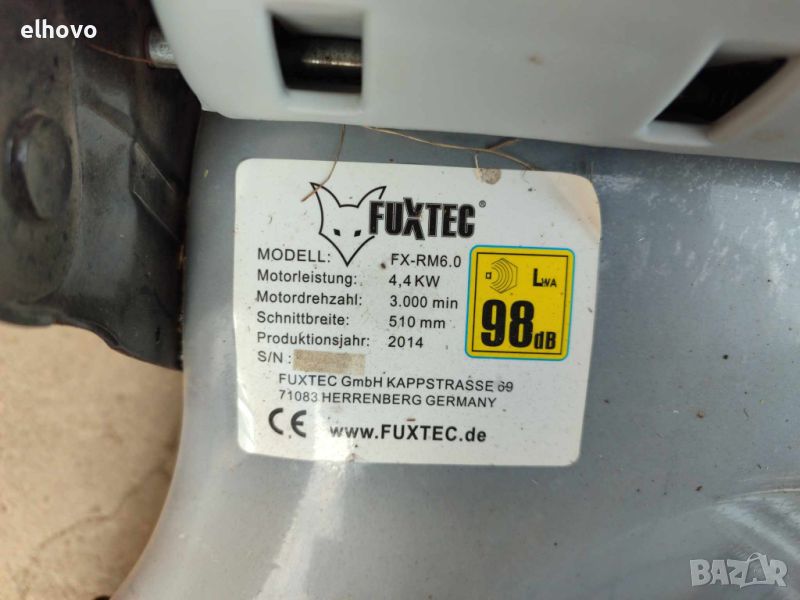 elhovo
FUXTEC®
MODELL: FX-RM6.0
Motorleistung: 4,4 KW
Motordrehzahl: 3.000 min
Schnittbreite: 510 mm
Produktionsjahr: 2014
S/N :
LWA
98dB
FUXTEC GmbH KAPPSTRASSE 69
71083 HERRENBERG GERMANY
CE www.FUXTEC.de
BAZAR